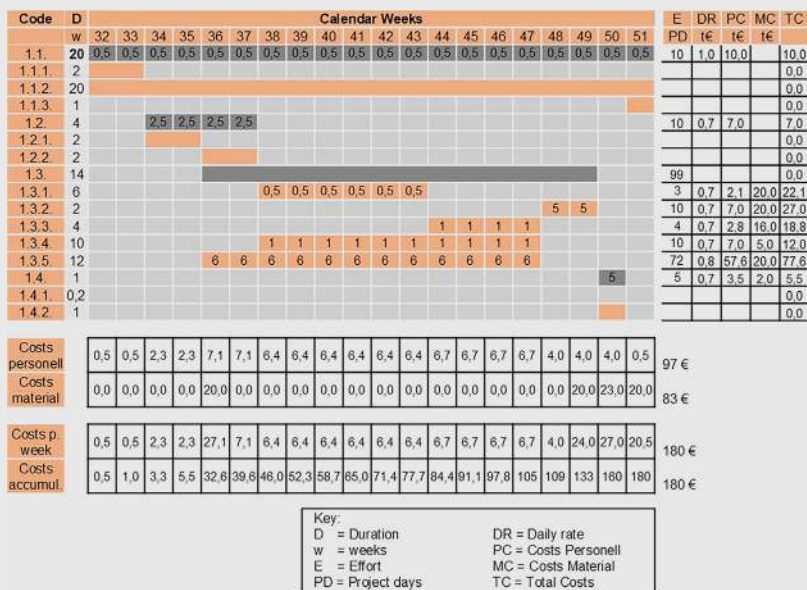 Code D Calendar Weeks E DR PC MC TC
w 32 33 34 35 36 37 38 39 40 41 42 43 44 45 46 47 48 49 50 51 PD t€ t€ t€ t€
1.1. 20 0,5 0,5 0,5 0,5 0,5 0,5 0,5 0,5 0,5 0,5 0,5 0,5 0,5 0,5 0,5 0,5 0,5 0,5 0,5 0,5 10 1,0 10,0 10,0
1.1.1. 2 0,0
1.1.2. 20 0,0
1.1.3. 1 0,0
1.2. 4 2,5 2,5 2,5 2,5 10 0,7 7,0 7,0
1.2.1. 2 0,0
1.2.2. 2 0,0
1.3. 14 99 0,0
1.3.1. 6 0,5 0,5 0,5 0,5 0,5 0,5 3 0,7 2,1 20,0 22,1
1.3.2. 2 5 5 10 0,7 7,0 20,0 27,0
1.3.3. 4 1 1 1 1 4 0,7 2,8 16,0 18,8
1.3.4. 10 1 1 1 1 1 1 1 1 1 1 10 0,7 7,0 5,0 12,0
1.3.5. 12 6 6 6 6 6 6 6 6 6 6 6 6 72 0,8 57,6 20,0 77,6
1.4. 1 5 5 0,7 3,5 2,0 5,5
1.4.1. 0,2 0,0
1.4.2. 1 0,0
Costs
personell 0,5 0,5 2,3 2,3 7,1 7,1 6,4 6,4 6,4 6,4 6,4 6,4 6,7 6,7 6,7 6,7 4,0 4,0 4,0 0,5 97 €
Costs
material 0,0 0,0 0,0 0,0 20,0 0,0 0,0 0,0 0,0 0,0 0,0 0,0 0,0 0,0 0,0 0,0 0,0 20,0 23,0 20,0 83 €
Costs p.
week 0,5 0,5 2,3 2,3 27,1 7,1 6,4 6,4 6,4 6,4 6,4 6,4 6,7 6,7 6,7 6,7 4,0 24,0 27,0 20,5 180 €
Costs
accumul. 0,5 1,0 3,3 5,5 32,6 39,6 46,0 52,3 58,7 65,0 71,4 77,7 84,4 91,1 97,8 105 109 133 160 180 180 €
Key:
D = Duration DR = Daily rate
w = weeks PC = Costs Personell
E = Effort MC = Costs Material
PD = Project days TC = Total Costs